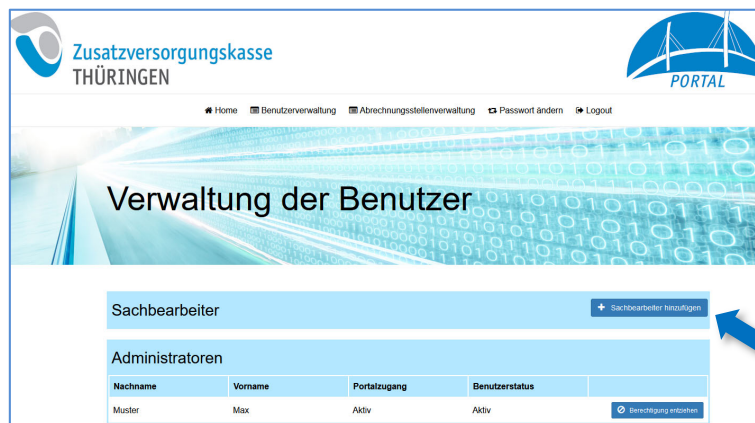 Zusatzversorgungskasse
THÜRINGEN
PORTAL
Home Benutzerverwaltung Abrechnungsstellenverwaltung Passwort ändern Logout
Verwaltung der Benutzer
Sachbearbeiter
+ Sachbearbeiter hinzufügen
Administratoren
Nachname Vorname Portalzugang Benutzerstatus
Muster Max Aktiv Aktiv Berechtigung entziehen